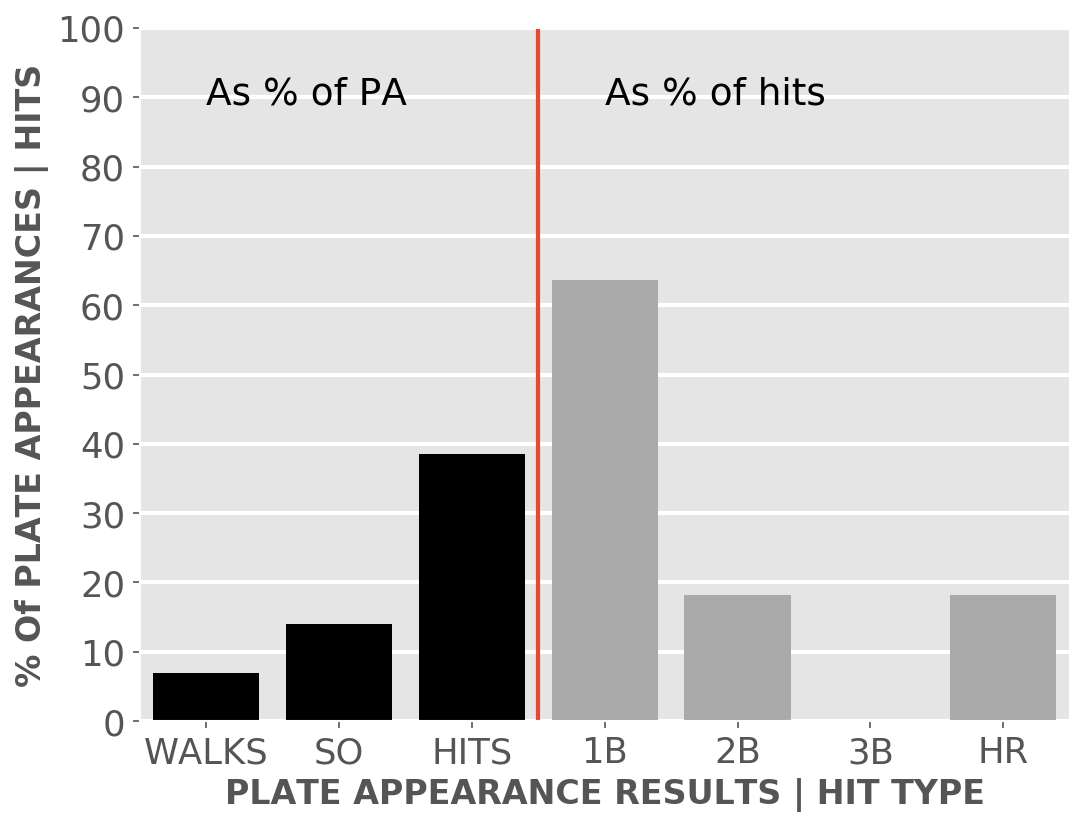 % Of PLATE APPEARANCES | HITS
100
90
80
70
60
50
40
30
20
10
0
As % of PA
As % of hits
WALKS SO HITS 1B 2B 3B HR
PLATE APPEARANCE RESULTS | HIT TYPE